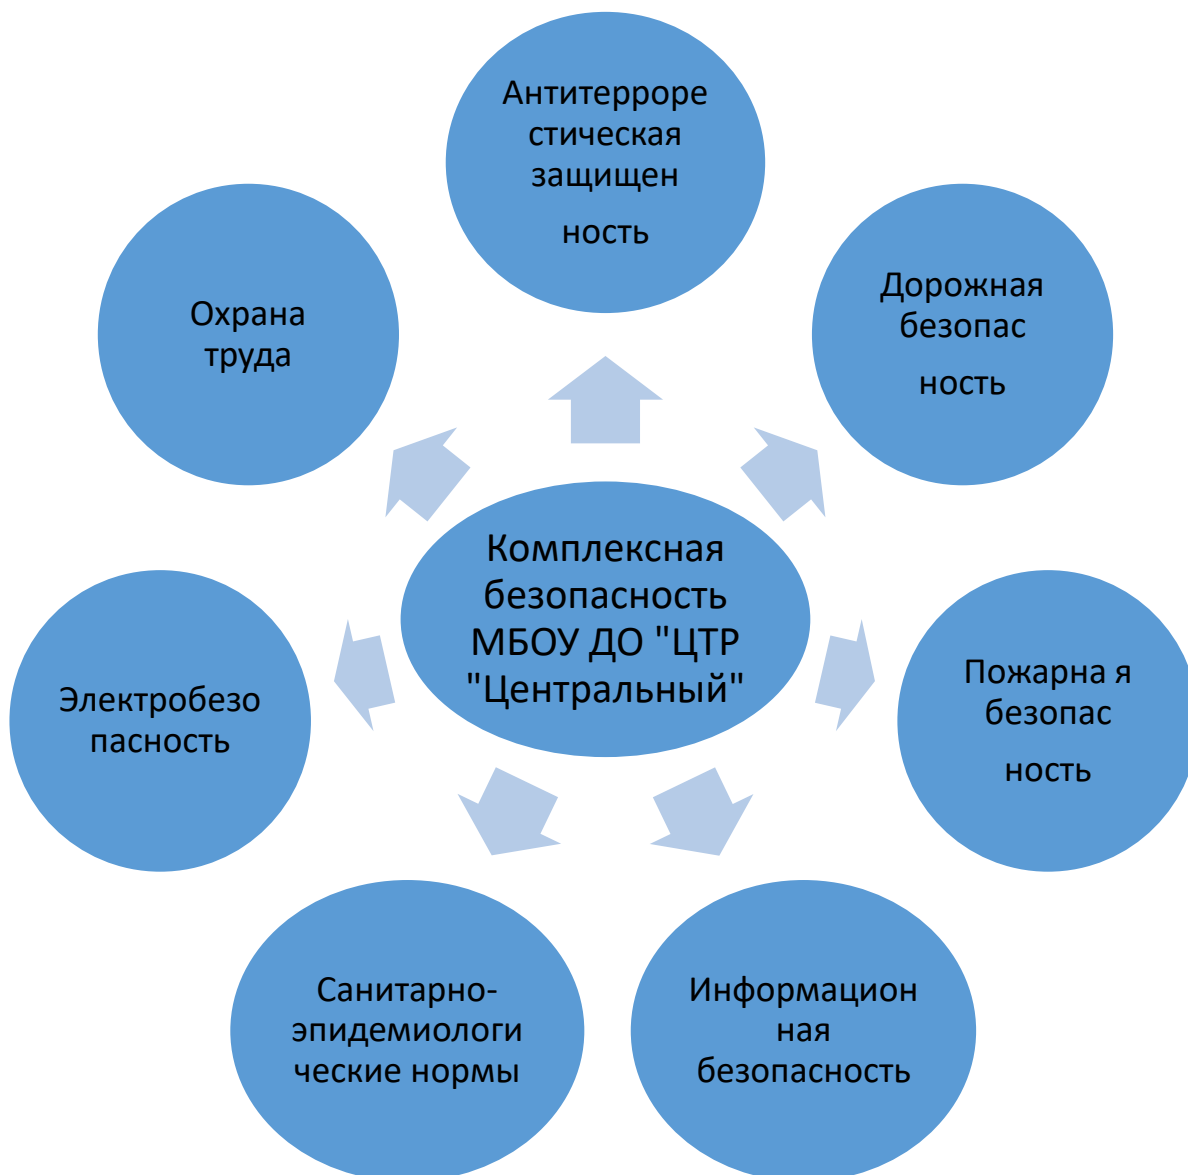 Антитерроре
стическая
защищен
ность
Дорожная
безопас
ность
Пожарна я
безопас
ность
Информацион
ная
безопасность
Санитарно-
эпидемиологи
ческие нормы
Электробезо
пасность
Охрана
труда
Комплексная
безопасность
МБОУ ДО "ЦТР
"Центральный"